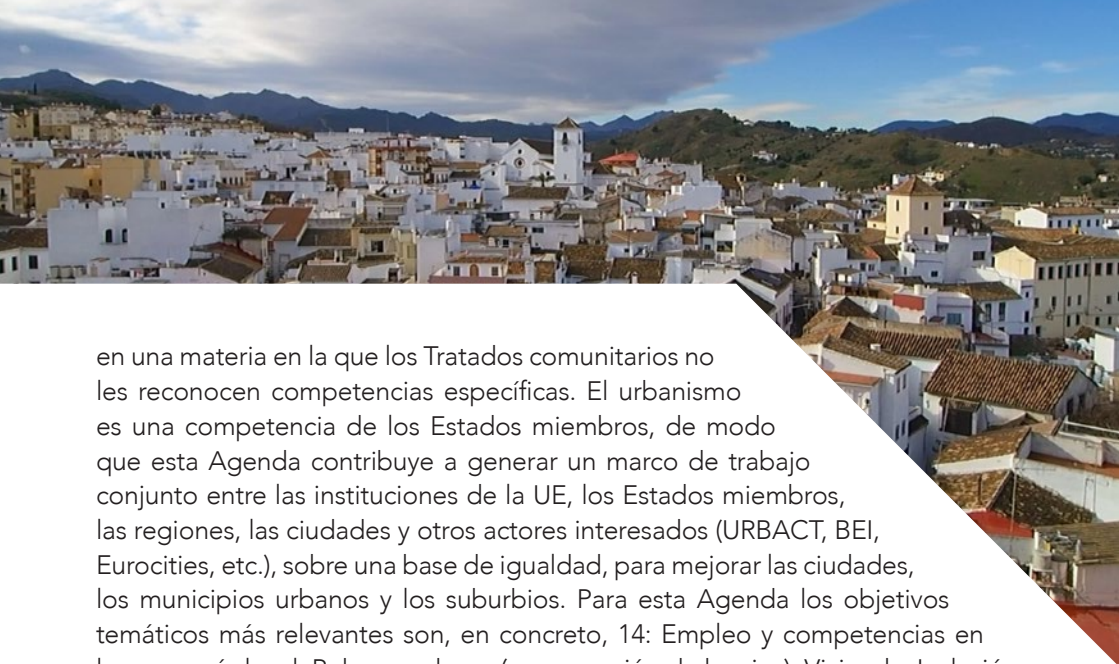 en una materia en la que los Tratados comunitarios no
les reconocen competencias específicas. El urbanismo
es una competencia de los Estados miembros, de modo
que esta Agenda contribuye a generar un marco de trabajo
conjunto entre las instituciones de la UE, los Estados miembros,
las regiones, las ciudades y otros actores interesados (URBACT, BEI,
Eurocities, etc.), sobre una base de igualdad, para mejorar las ciudades,
los municipios urbanos y los suburbios. Para esta Agenda los objetivos
temáticos más relevantes son, en concreto, 14: Empleo y competencias en